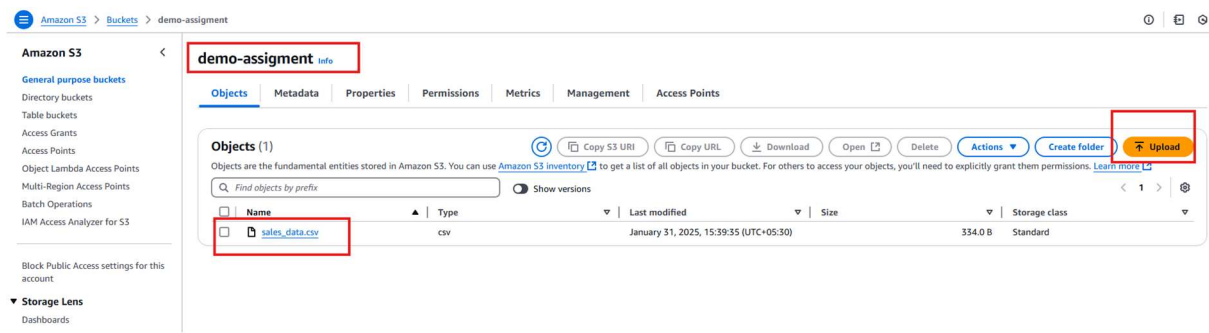 Amazon S3 > Buckets > demo-assigment
Amazon S3
General purpose buckets
Directory buckets
Table buckets
Access Grants
Access Points
Object Lambda Access Points
Multi-Region Access Points
Batch Operations
IAM Access Analyzer for S3
Block Public Access settings for this
account
Storage Lens
Dashboards
demo-assigment Info
Objects Metadata Properties Permissions Metrics Management Access Points
Objects (1) Copy S3 URI Copy URL Download Open Delete Actions Create folder Upload
Objects are the fundamental entities stored in Amazon S3. You can use Amazon S3 inventory to get a list of all objects in your bucket. For others to access your objects, you'll need to explicitly grant them permissions. Learn more
Find objects by prefix Show versions 1
Name Type Last modified Size Storage class
sales_data.csv csv January 31, 2025, 15:39:35 (UTC+05:30) 334.0 B Standard